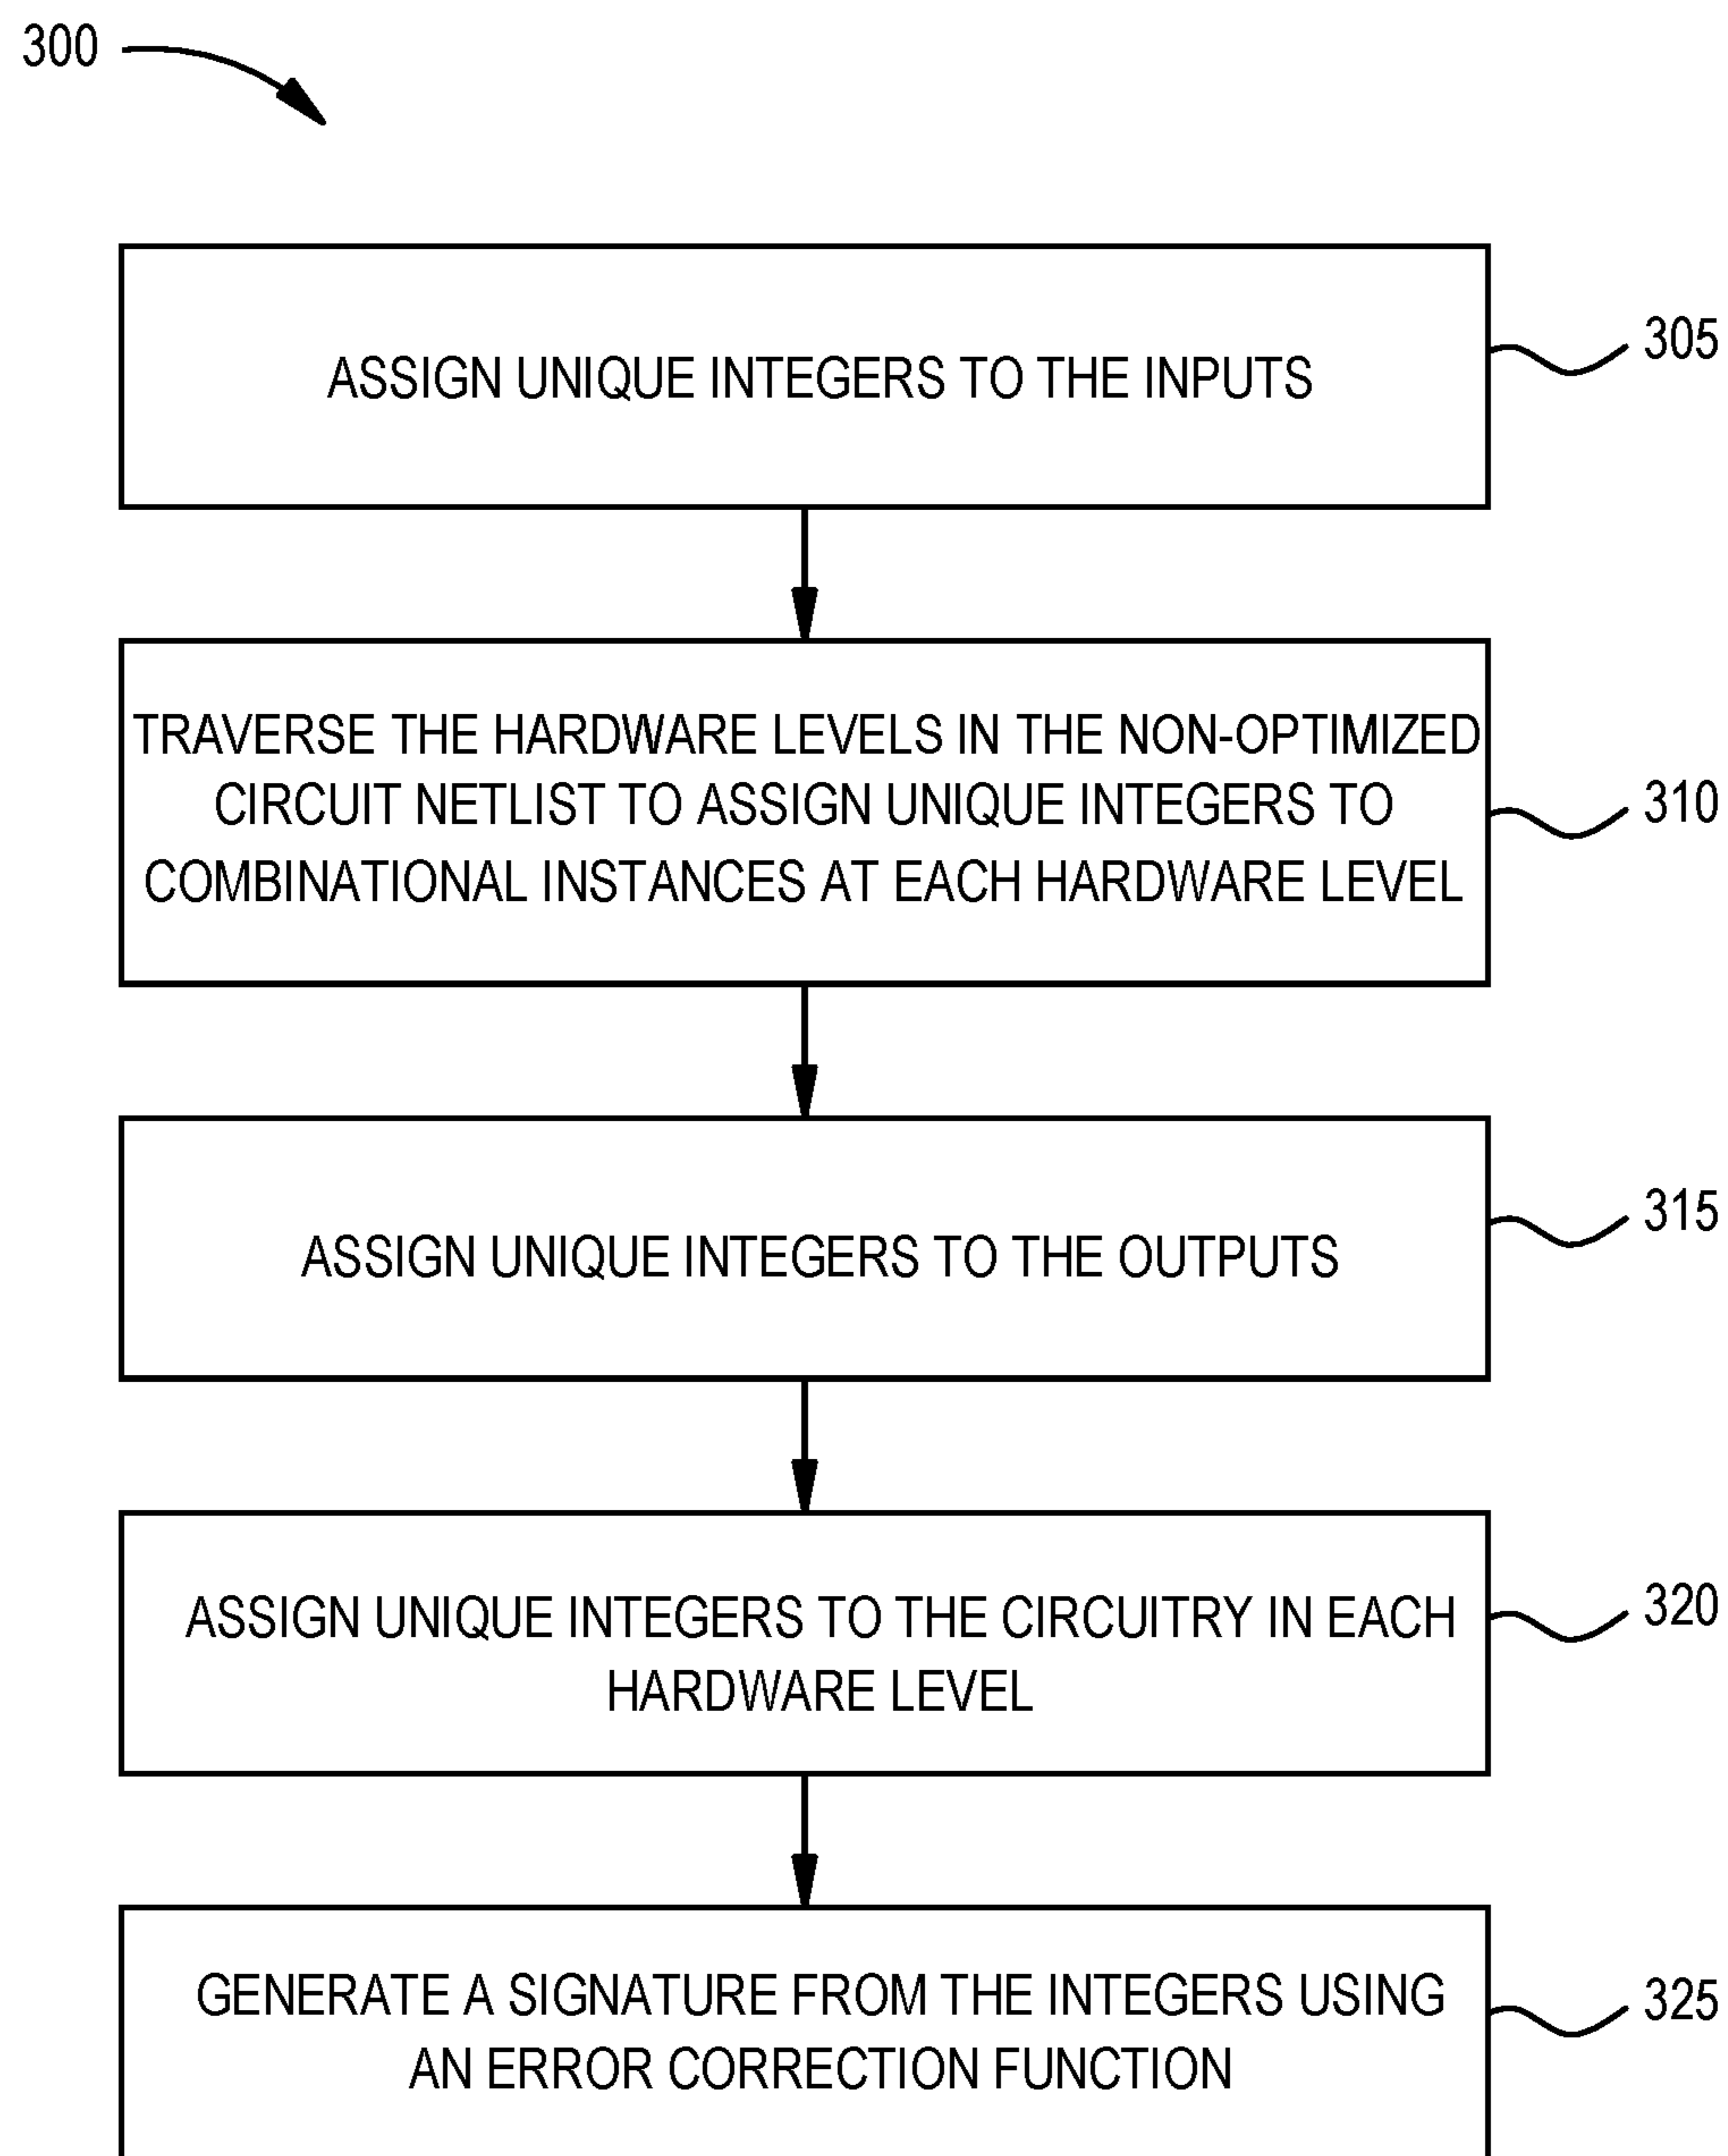 300
ASSIGN UNIQUE INTEGERS TO THE INPUTS
305
TRAVERSE THE HARDWARE LEVELS IN THE NON-OPTIMIZED
CIRCUIT NETLIST TO ASSIGN UNIQUE INTEGERS TO
COMBINATIONAL INSTANCES AT EACH HARDWARE LEVEL
310
ASSIGN UNIQUE INTEGERS TO THE OUTPUTS
315
ASSIGN UNIQUE INTEGERS TO THE CIRCUITRY IN EACH
HARDWARE LEVEL
320
GENERATE A SIGNATURE FROM THE INTEGERS USING
AN ERROR CORRECTION FUNCTION
325